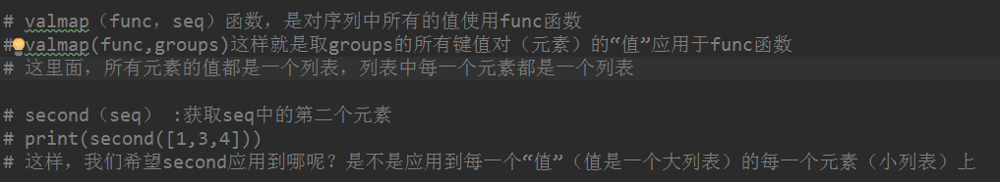 # valmap（func，seq）函数，是对序列中所有的值使用func函数
# valmap(func,groups)这样就是取groups的所有键值对（元素）的“值”应用于func函数
# 这里面，所有元素的值都是一个列表，列表中每一个元素都是一个列表
# second（seq） :获取seq中的第二个元素
# print(second([1,3,4]))
# 这样，我们希望second应用到哪呢？是不是应用到每一个“值”（值是一个大列表）的每一个元素（小列表）上